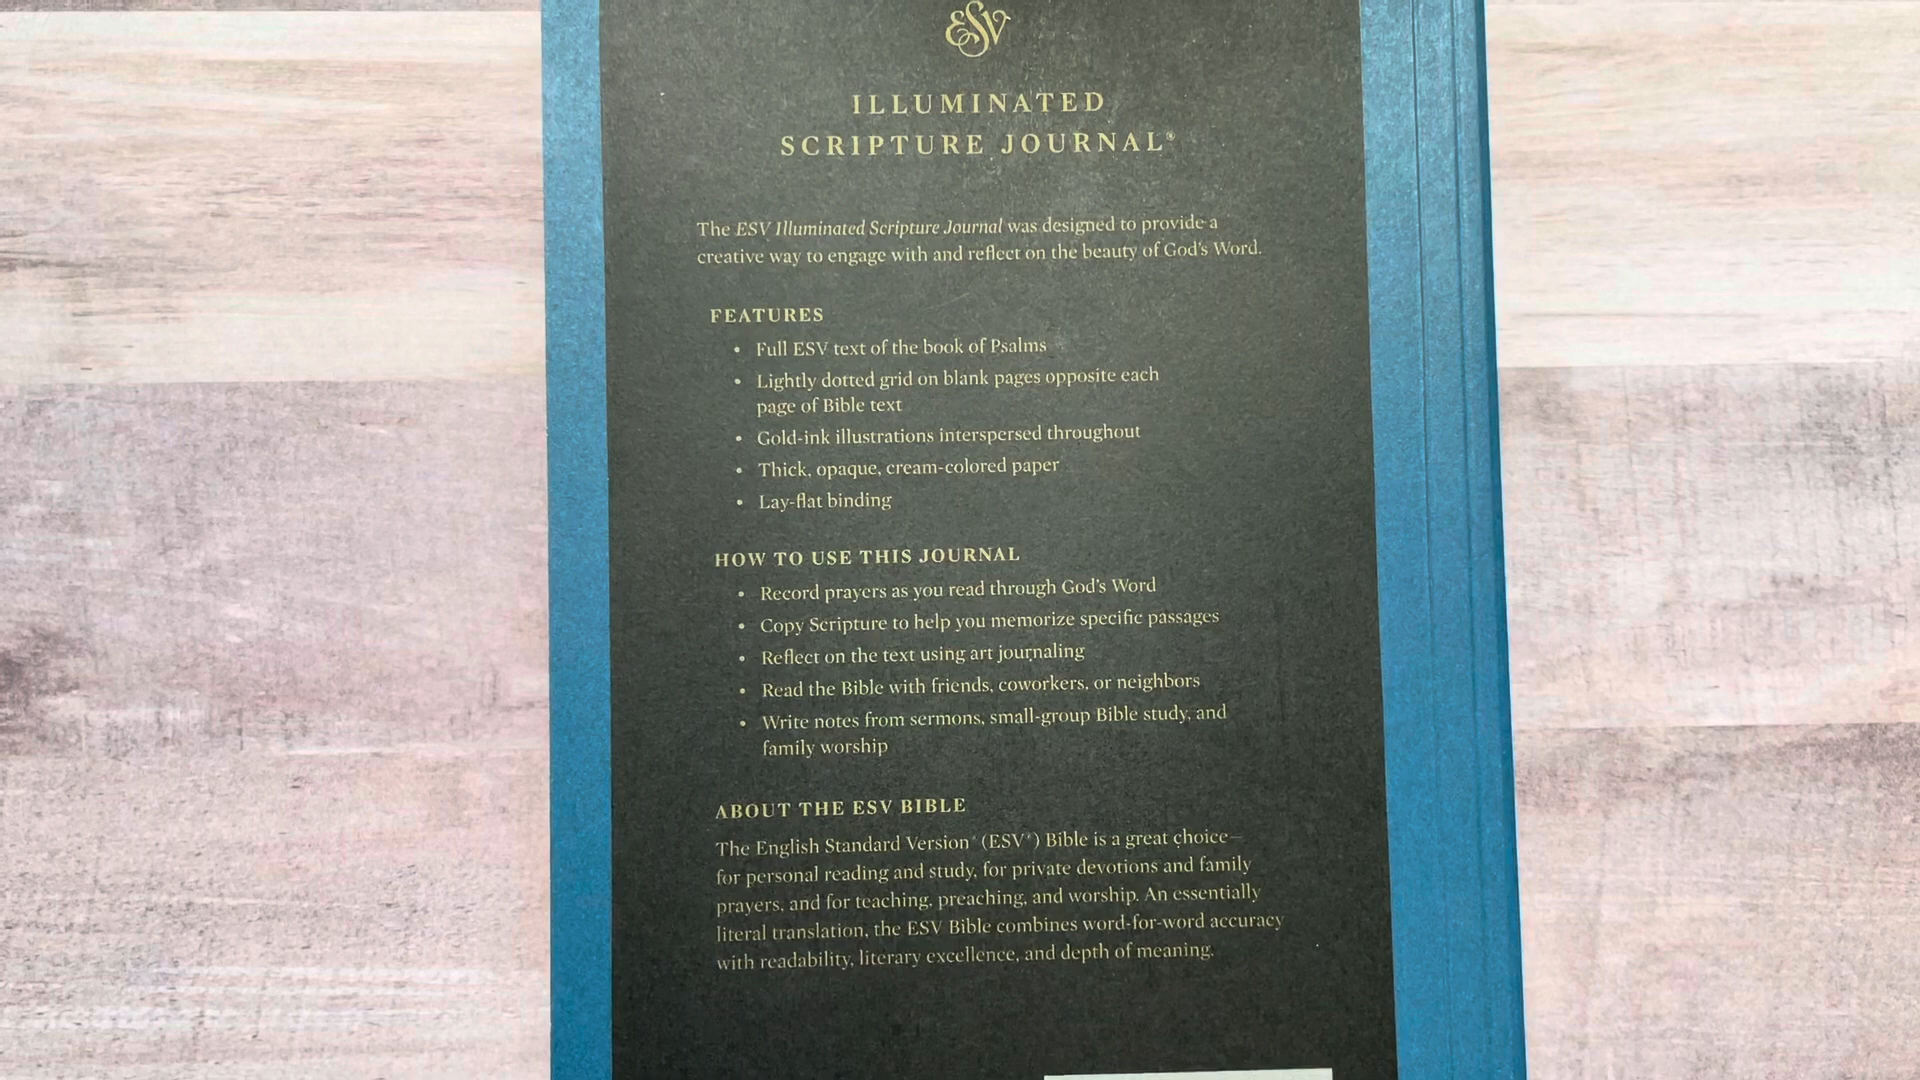 ESV
ILLUMINATED
SCRIPTURE JOURNAL®
The ESV Illuminated Scripture Journal was designed to provide a
creative way to engage with and reflect on the beauty of God's Word.
FEATURES
• Full ESV text of the book of Psalms
• Lightly dotted grid on blank pages opposite each
page of Bible text
• Gold-ink illustrations interspersed throughout
• Thick, opaque, cream-colored paper
• Lay-flat binding
HOW TO USE THIS JOURNAL
• Record prayers as you read through God's Word
• Copy Scripture to help you memorize specific passages
• Reflect on the text using art journaling
• Read the Bible with friends, coworkers, or neighbors
• Write notes from sermons, small-group Bible study, and
family worship
ABOUT THE ESV BIBLE
The English Standard Version® (ESV®) Bible is a great choice—
for personal reading and study, for private devotions and family
prayers, and for teaching, preaching, and worship. An essentially
literal translation, the ESV Bible combines word-for-word accuracy
with readability, literary excellence, and depth of meaning.